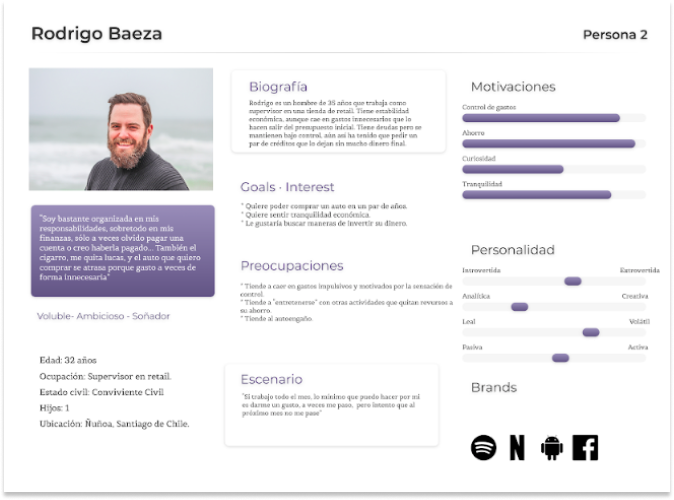 Rodrigo Baeza
Persona 2
"Soy bastante organizada en mis
responsabilidades, sobretodo en mis
finanzas, sólo a veces olvido pagar una
cuenta o creo haberla pagado... También el
cigarro, me quita lucas, y el auto que quiero
comprar se atrasa porque gasto a veces de
forma innecesaria"
Voluble- Ambicioso - Soñador
Edad: 32 años
Ocupación: Supervisor en retail.
Estado civil: Conviviente Civil
Hijos: 1
Ubicación: Ñuñoa, Santiago de Chile.
Biografía
Rodrigo es un hombre de 35 años que trabaja como
supervisor en una tienda de retail. Tiene estabilidad
económica, aunque cae en gastos innecesarios que lo
hacen salir del presupuesto inicial. Tiene deudas pero se
mantienen bajo control, aún así ha tenido que pedir un
par de créditos que lo dejan sin mucho dinero final.
Goals · Interest
* Quiere poder comprar un auto en un par de años.
* Quiere sentir tranquilidad económica.
* Le gustaría buscar maneras de invertir su dinero.
Preocupaciones
* Tiende a caer en gastos impulsivos y motivados por la sensación de
control.
* Tiende a "entretenerse" con otras actividades que quitan recursos a
su ahorro.
* Tiende al autoengaño.
Escenario
"El trabajo todo el mes, lo mínimo que puedo hacer por mí
es darme un gusto, a veces me paso, pero intento que al
próximo mes no me pase"
Motivaciones
Control de gastos
Ahorro
Curiosidad
Tranquilidad
Personalidad
Introvertida
Extrovertida
Analítica
Creativa
Leal
Volátil
Pasiva
Activa
Brands